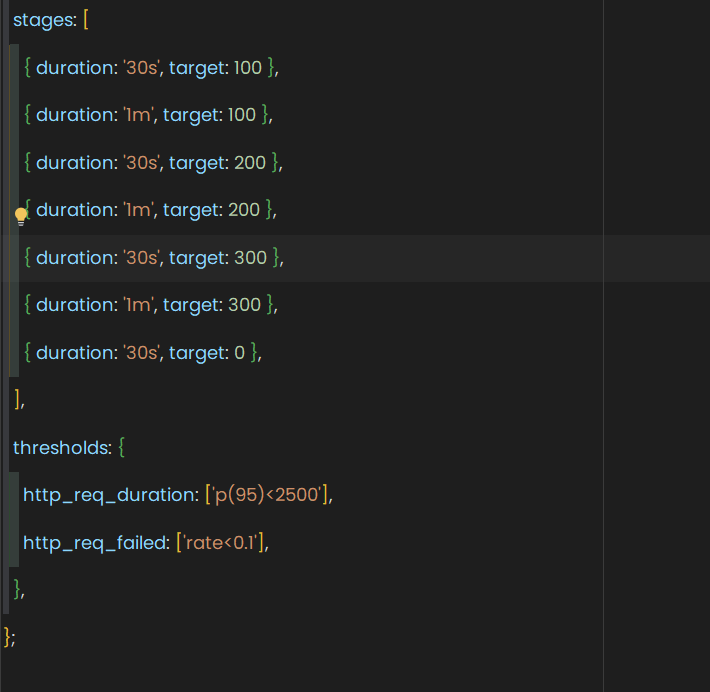 stages: [
{ duration: '30s', target: 100 },
{ duration: '1m', target: 100 },
{ duration: '30s', target: 200 },
{ duration: '1m', target: 200 },
{ duration: '30s', target: 300 },
{ duration: '1m', target: 300 },
{ duration: '30s', target: 0 },
],
thresholds: {
http_req_duration: ['p(95)<2500'],
http_req_failed: ['rate<0.1'],
},
};